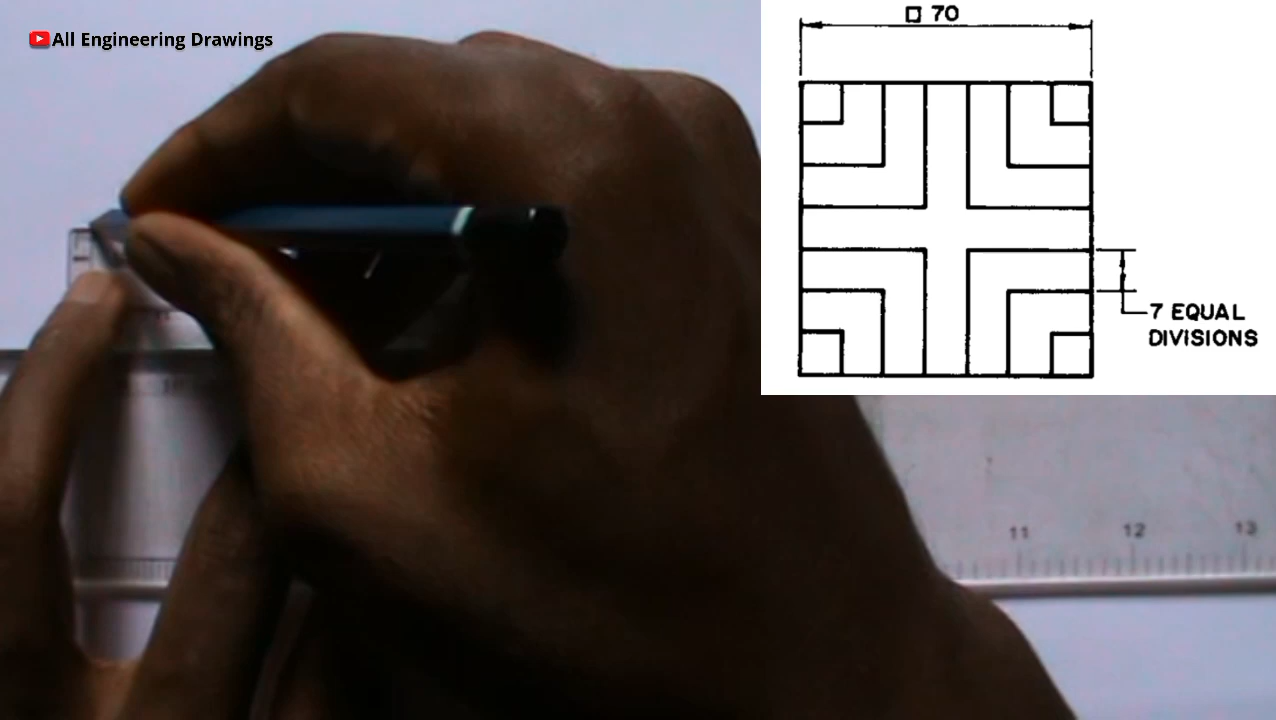 All Engineering Drawings
□ 70
7 EQUAL
DIVISIONS
11 12 13